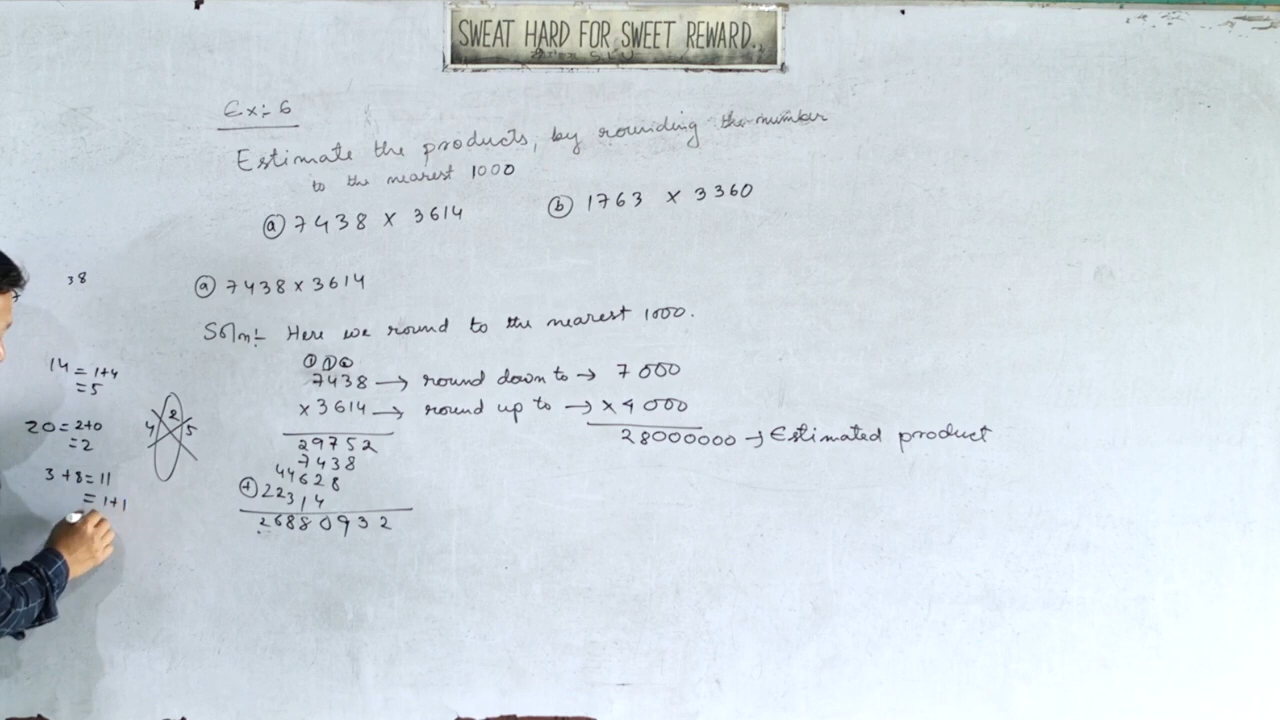 SWEAT HARD FOR SWEET REWARD.
Ex:- 6
Estimate the products, by rounding the number
to the nearest 1000
(a) 7438 × 3614 (b) 1763 × 3360
38
(a) 7438 × 3614
Soln:- Here we round to the nearest 1000.
7438 → round down to → 7000
× 3614 → round up to → × 4000
29752 28000000 → Estimated product
7438
44628
(+) 22314
26880932
14 = 1+4
= 5
20 = 2+0
= 2
3+8 = 11
= 1+1
2
4 5